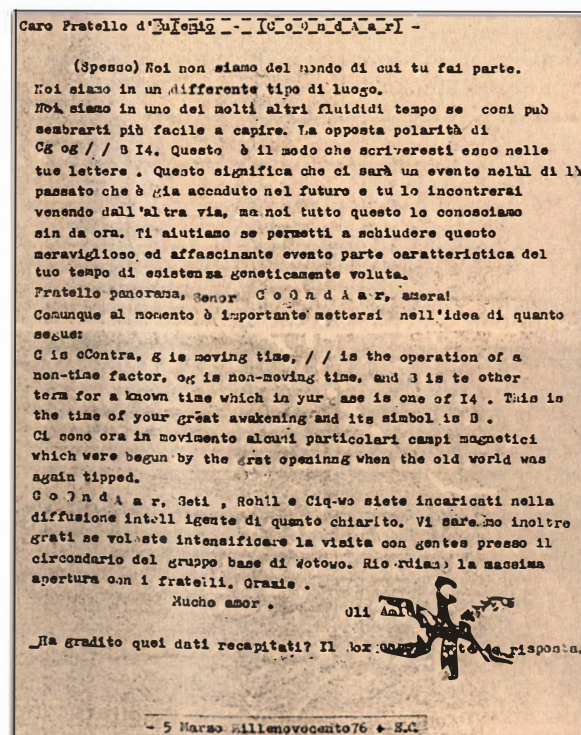 Caro Fratello d'Eufemio - [C o O n d A a r] -
(Spesso) Noi non siamo del mondo di cui tu fai parte.
Noi siamo in un differente tipo di luogo.
Noi siamo in uno dei molti altri fluididi tempo se cosi può
sembrarti più facile a capire. La opposta polarità di
Cg og / / B I4. Questo è il modo che scriveresti esso nelle
tue lettere . Questo significa che ci sarà un evento di
passato che è gia accaduto nel futuro e tu lo incontrerai
venendo dall'altra via, ma noi tutto questo lo conosciamo
sin da ora. Ti aiutiamo se permetti a schiudere questo
meraviglioso ed affascinante evento parte caratteristica del
tuo tempo di esistenza geneticamente voluta.
Fratello panorama, Senor C o O n d A a r, amera!
Comunque al momento è importante mettersi nell'idea di quanto
segue:
C is cContra, g is moving time, / / is the operation of a
non-time factor, og is non-moving time, and B is te other
term for a known time which in yur ase is one of I4 . This is
the time of your great awakening and its simbol is B .
Ci sono ora in movimento alcuni particolari campi magnetici
which were begun by the grat openinng when the old world was
again tipped.
C o O n d A a r, Seti , Rohil e Ciq-wo siete incaricati nella
diffusione intell igente di quanto chiarito. Vi saremo inoltre
grati se voleste intensificare la visita con gentes presso il
circondario del gruppo base di Wotowo. Ricordiamo la massima
apertura con i fratelli. Grazie .
Mucho amor .
Gli
Ha gradito quei dati recapitati? Il box risposta.
- 5 Marzo Millenovecento76 + S.C.